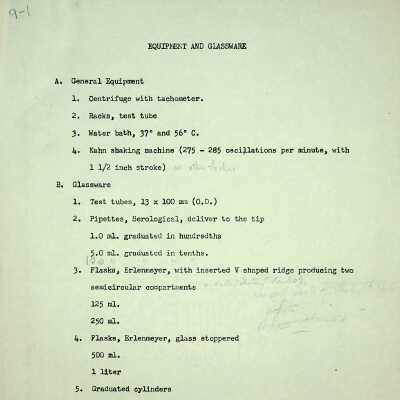 9-1
EQUIPMENT AND GLASSWARE
A. General Equipment
1. Centrifuge with tachometer.
2. Racks, test tube
3. Water bath, 37° and 56° C.
4. Kahn shaking machine (275 - 285 oscillations per minute, with
1 1/2 inch stroke) or other
B. Glassware
1. Test tubes, 13 x 100 mm (O.D.)
2. Pipettes, Serological, deliver to the tip
1.0 ml. graduated in hundredths
5.0 ml. graduated in tenths.
3. Flasks, Erlenmeyer, with inserted V shaped ridge producing two
semicircular compartments
125 ml.
250 ml.
4. Flasks, Erlenmeyer, glass stoppered
500 ml.
1 liter
5. Graduated cylinders